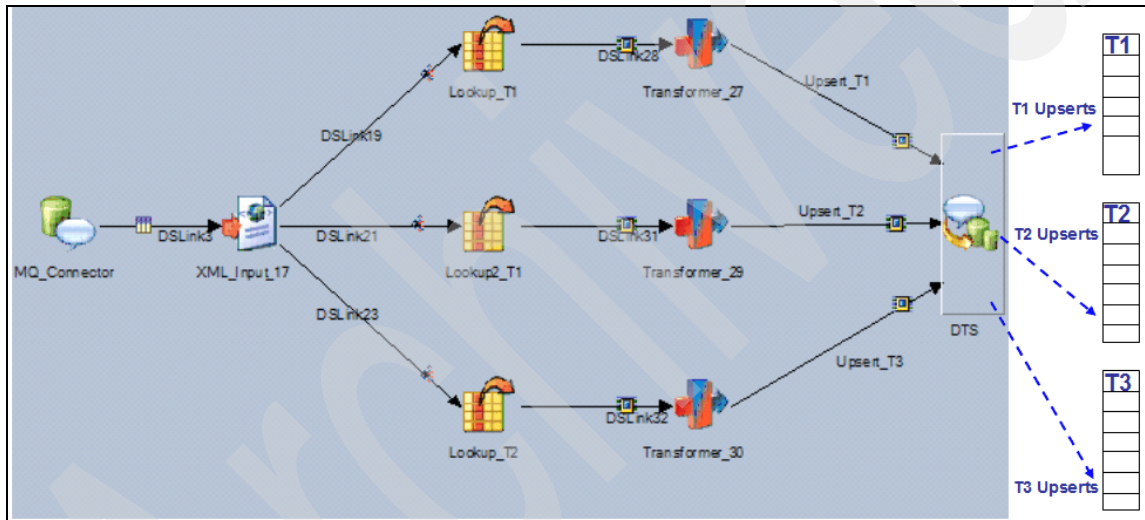 T1
DSLink28
Lookup_T1
Transformer_27
Upsert_T1
T1 Upserts
DSLink19
T2
Upsert_T2
T2 Upserts
DSLink3
DSLink21
DSLink31
MQ_Connector
XML_Input_17
Lookup2_T1
Transformer_29
DSLink23
DTS
Upsert_T3
T3
DSLink32
Lookup_T2
Transformer_30
T3 Upserts